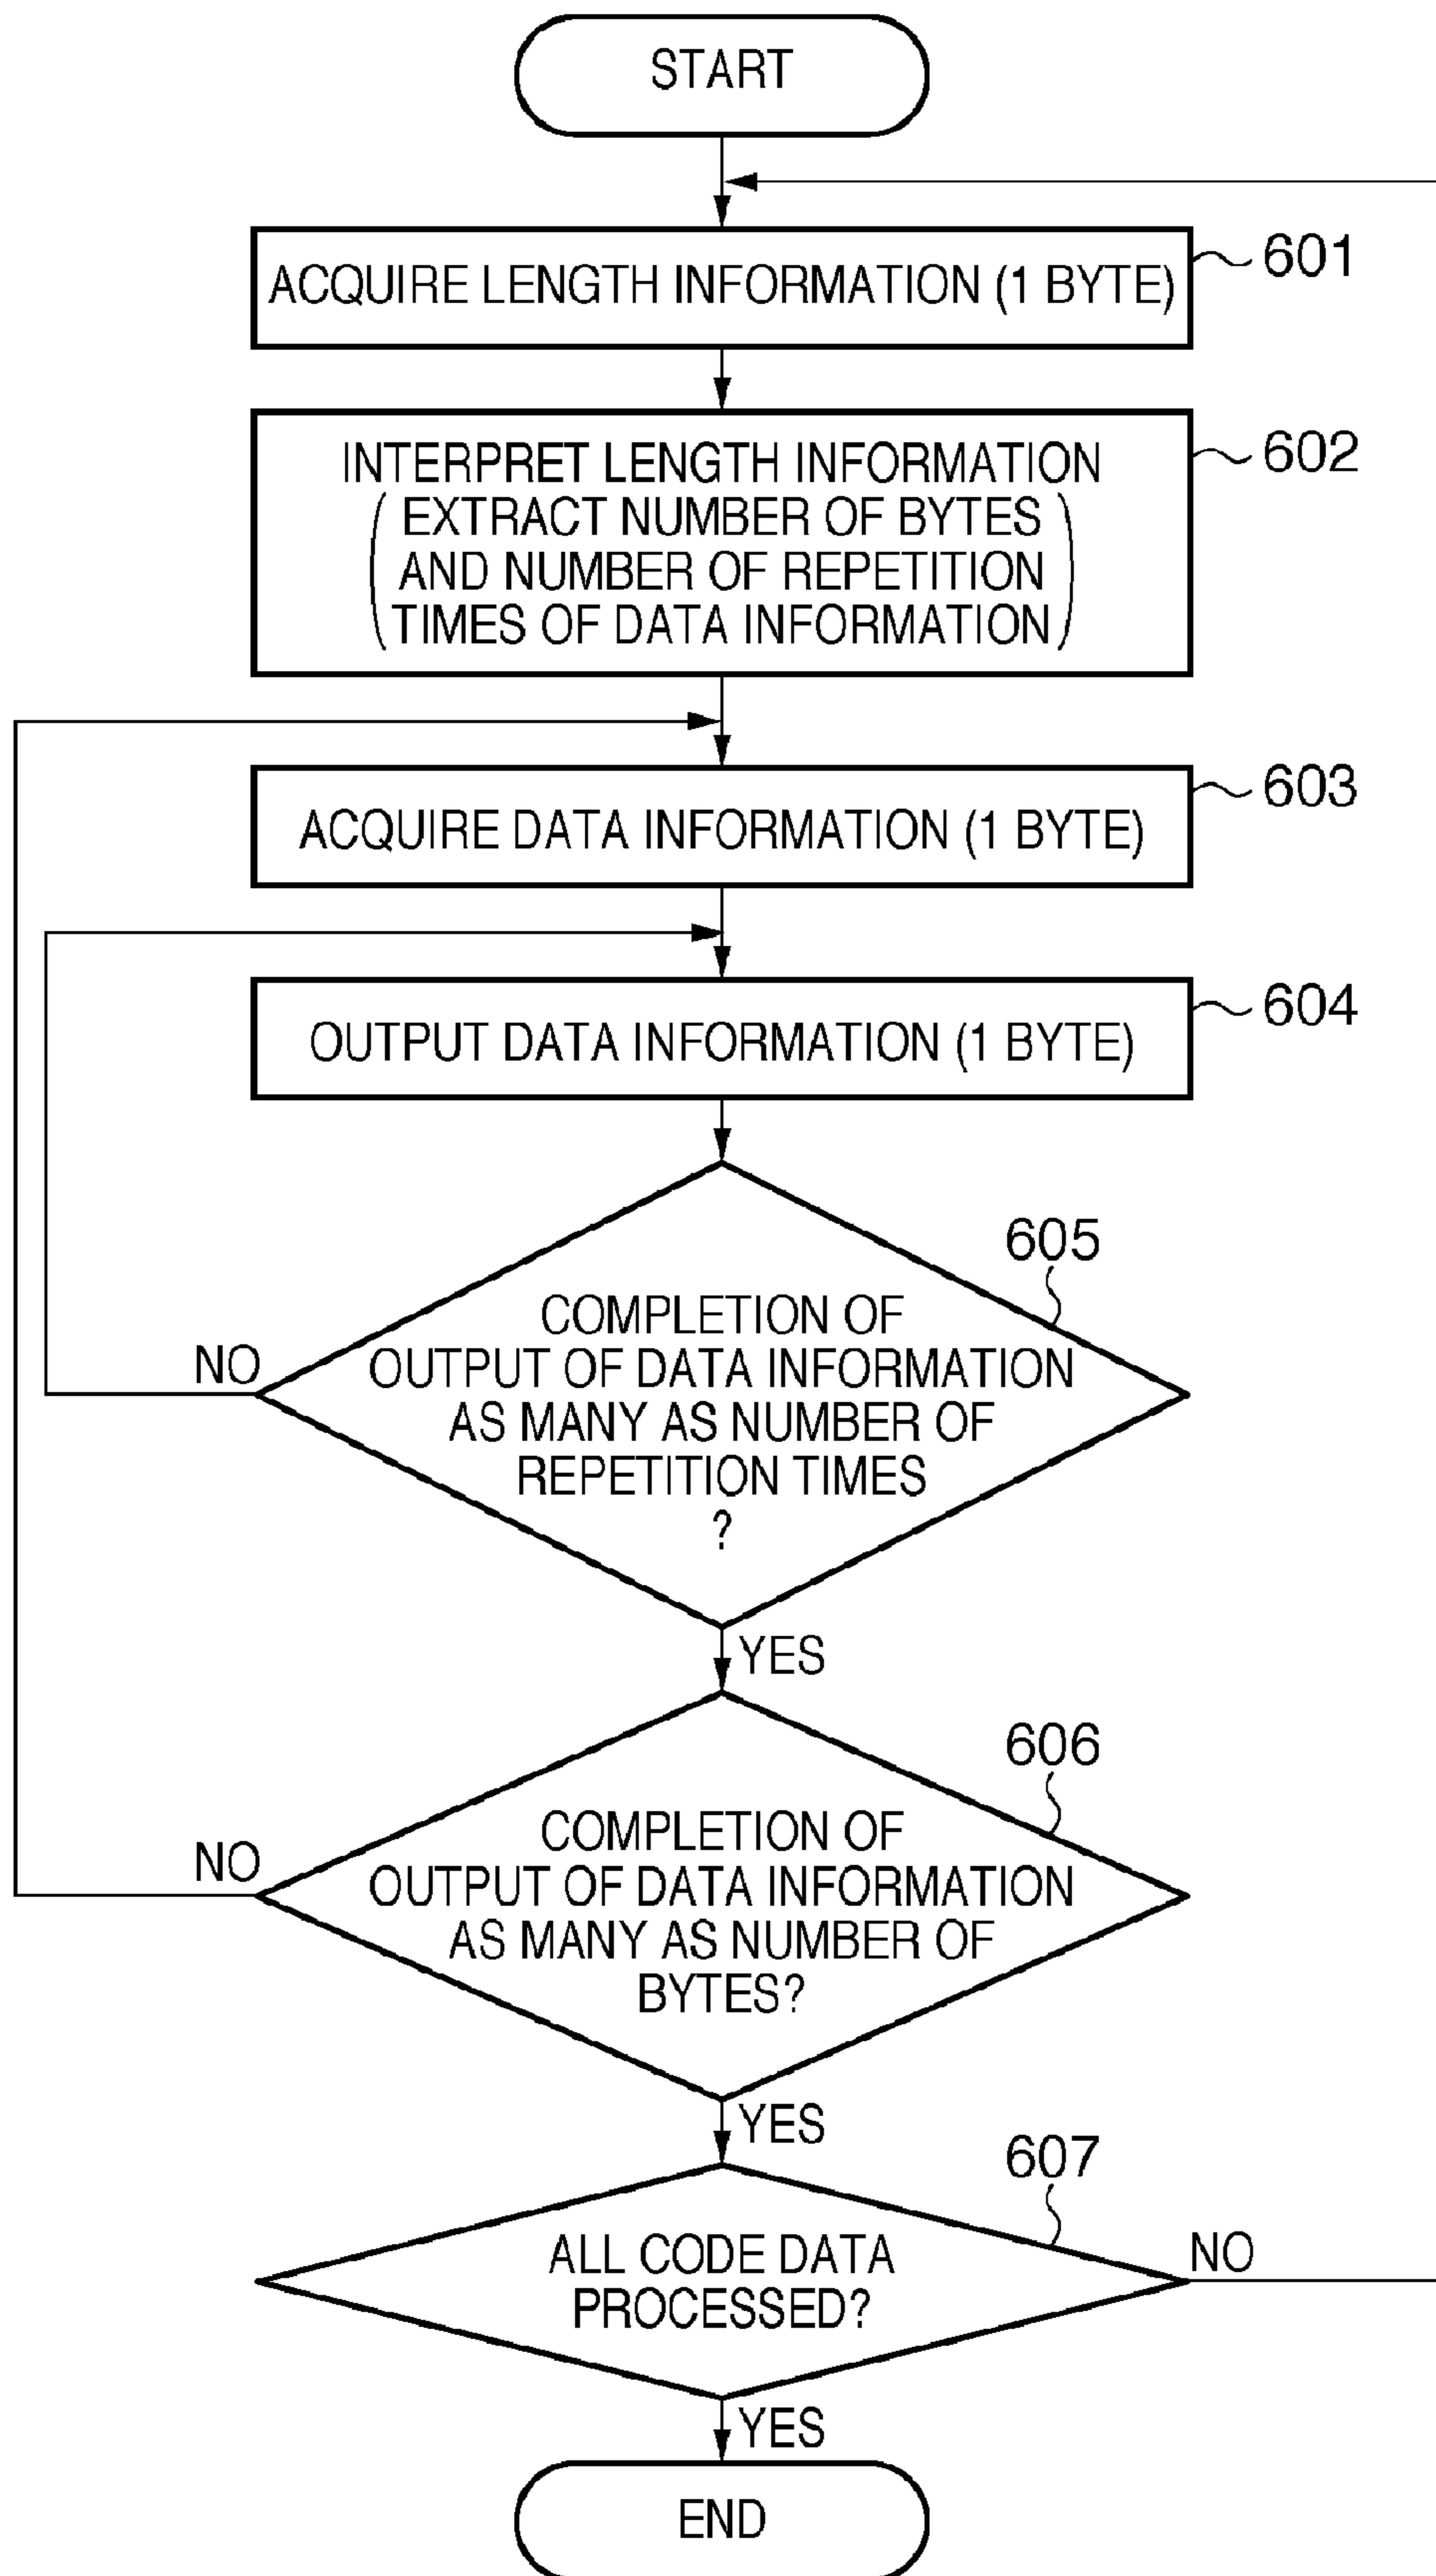 START
ACQUIRE LENGTH INFORMATION (1 BYTE)
601
INTERPRET LENGTH INFORMATION
(EXTRACT NUMBER OF BYTES
AND NUMBER OF REPETITION
TIMES OF DATA INFORMATION)
602
ACQUIRE DATA INFORMATION (1 BYTE)
603
OUTPUT DATA INFORMATION (1 BYTE)
604
605
COMPLETION OF
OUTPUT OF DATA INFORMATION
AS MANY AS NUMBER OF
REPETITION TIMES
?
NO
YES
606
COMPLETION OF
OUTPUT OF DATA INFORMATION
AS MANY AS NUMBER OF
BYTES?
NO
YES
607
ALL CODE DATA
PROCESSED?
NO
YES
END